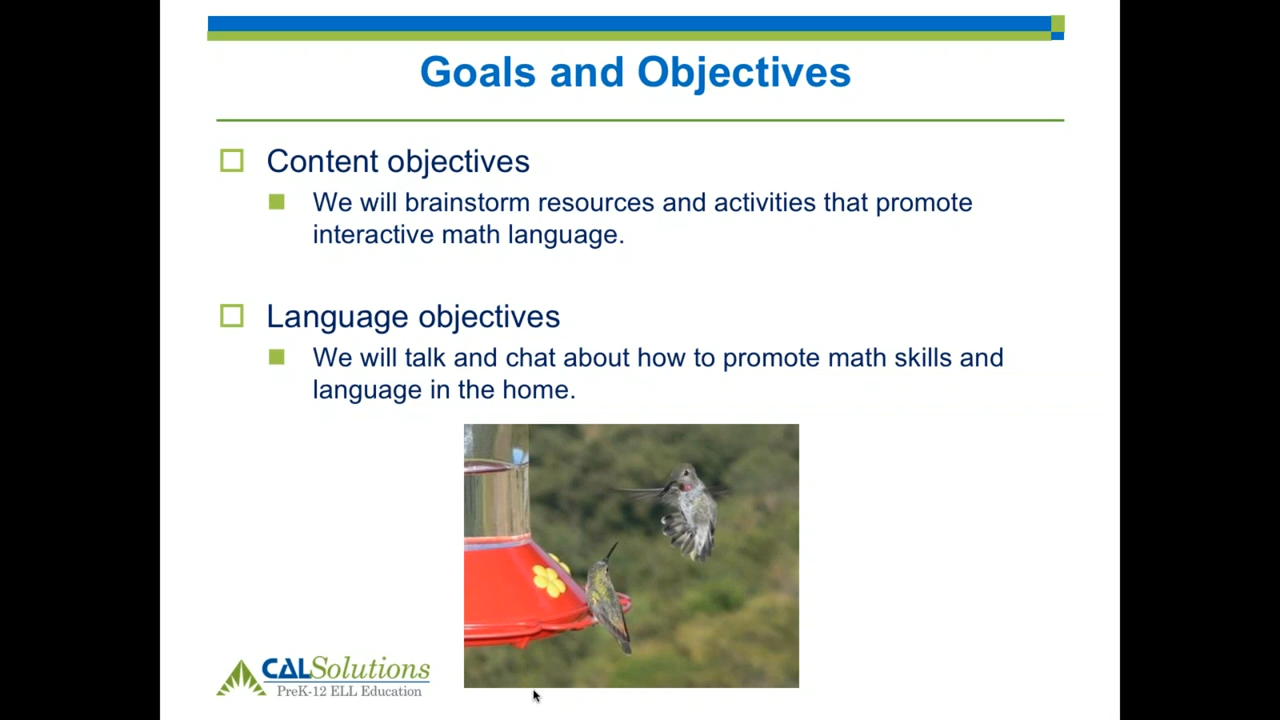 Goals and Objectives
Content objectives
We will brainstorm resources and activities that promote
interactive math language.
Language objectives
We will talk and chat about how to promote math skills and
language in the home.
CALSolutions
PreK-12 ELL Education